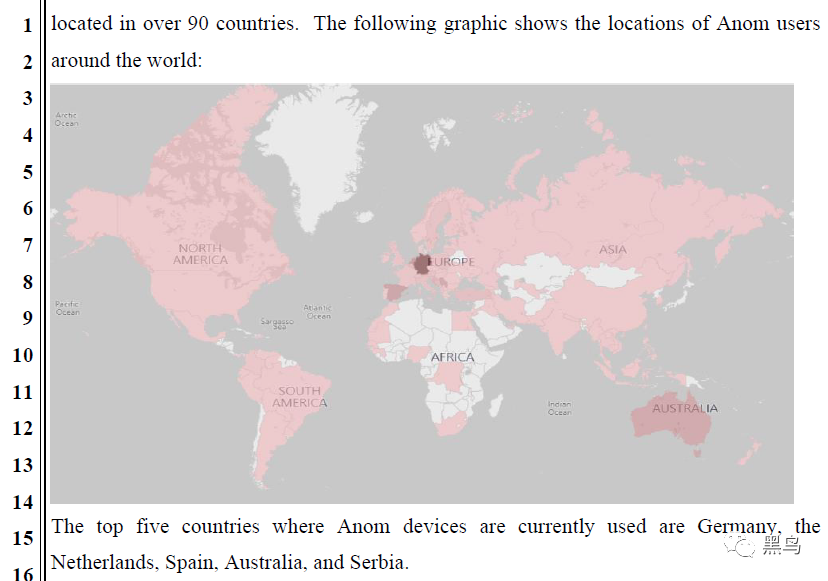 1 located in over 90 countries. The following graphic shows the locations of Anom users
2 around the world:
3
Arctic
Ocean
4
5
6
7
NORTH
AMERICA
EUROPE
ASIA
8
9
Pacific
Ocean
Sargasso
Sea
Atlantic
Ocean
10
AFRICA
11
SOUTH
AMERICA
Indian
Ocean
AUSTRALIA
12
13
14
15 The top five countries where Anom devices are currently used are Germany, the
16 Netherlands, Spain, Australia, and Serbia.
黑鸟